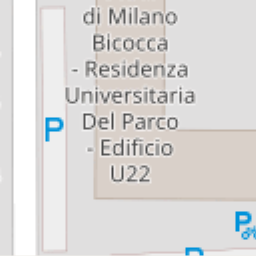 di Milano
Bicocca
- Residenza
Universitaria
Del Parco
- Edificio
U22
P
P
P